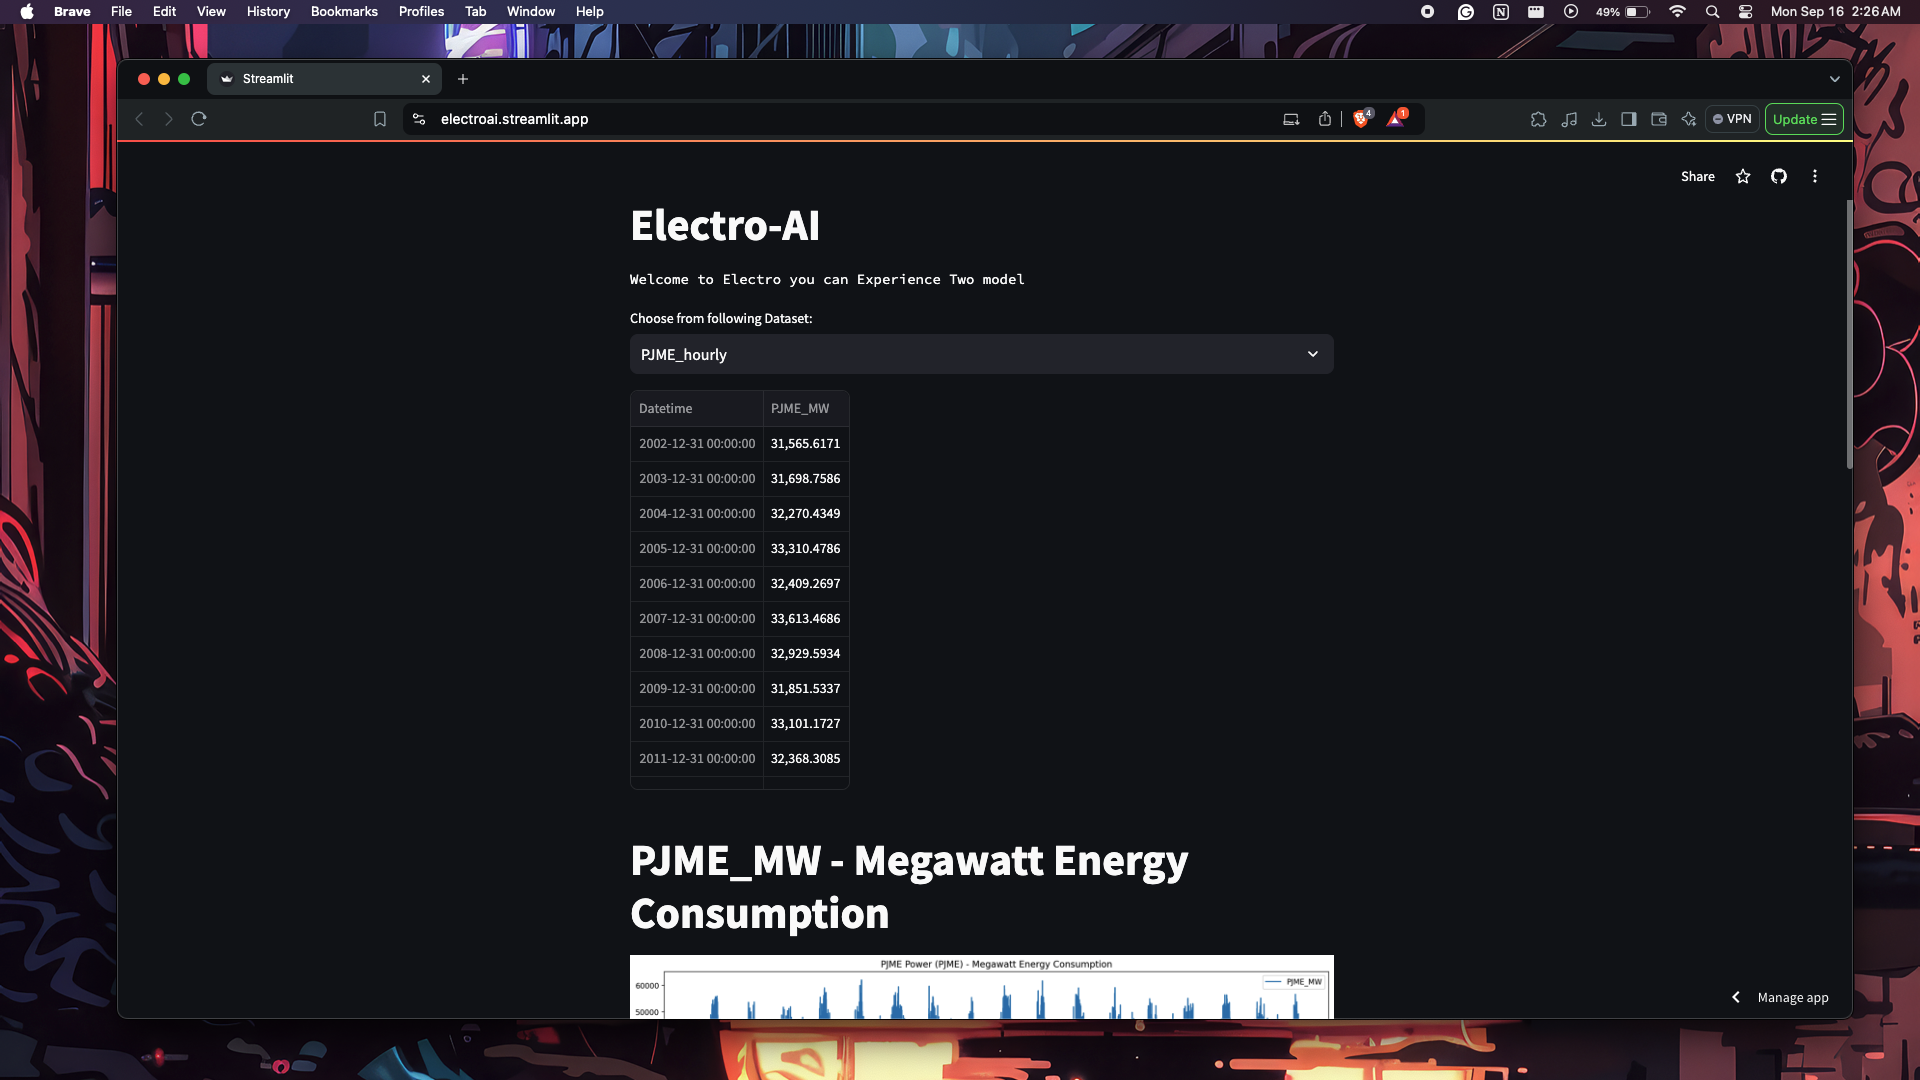 Brave File Edit View History Bookmarks Profiles Tab Window Help
49% Mon Sep 16 2:26 AM
Streamlit
electroai.streamlit.app
4
1
VPN
Update
Share
Electro-AI
Welcome to Electro you can Experience Two model
Choose from following Dataset:
PJME_hourly
Datetime PJME_MW
2002-12-31 00:00:00 31,565.6171
2003-12-31 00:00:00 31,698.7586
2004-12-31 00:00:00 32,270.4349
2005-12-31 00:00:00 33,310.4786
2006-12-31 00:00:00 32,409.2697
2007-12-31 00:00:00 33,613.4686
2008-12-31 00:00:00 32,929.5934
2009-12-31 00:00:00 31,851.5337
2010-12-31 00:00:00 33,101.1727
2011-12-31 00:00:00 32,368.3085
PJME_MW - Megawatt Energy
Consumption
PJME Power (PJME) - Megawatt Energy Consumption
60000
PJME_MW
50000
Manage app